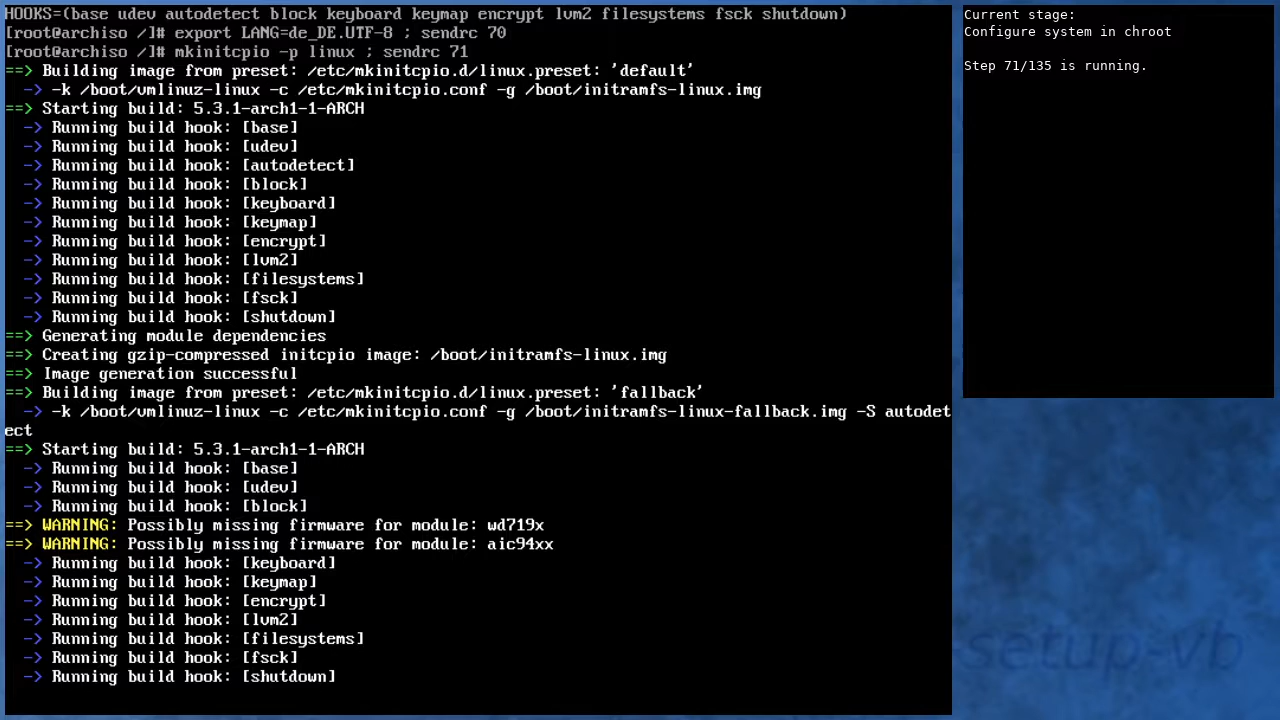 HOOKS=(base udev autodetect block keyboard keymap encrypt lvm2 filesystems fsck shutdown)
[root@archiso /]# export LANG=de_DE.UTF-8 ; sendrc 70
[root@archiso /]# mkinitcpio -p linux ; sendrc 71
==> Building image from preset: /etc/mkinitcpio.d/linux.preset: 'default'
  -> -k /boot/vmlinuz-linux -c /etc/mkinitcpio.conf -g /boot/initramfs-linux.img
==> Starting build: 5.3.1-arch1-1-ARCH
  -> Running build hook: [base]
  -> Running build hook: [udev]
  -> Running build hook: [autodetect]
  -> Running build hook: [block]
  -> Running build hook: [keyboard]
  -> Running build hook: [keymap]
  -> Running build hook: [encrypt]
  -> Running build hook: [lvm2]
  -> Running build hook: [filesystems]
  -> Running build hook: [fsck]
  -> Running build hook: [shutdown]
==> Generating module dependencies
==> Creating gzip-compressed initcpio image: /boot/initramfs-linux.img
==> Image generation successful
==> Building image from preset: /etc/mkinitcpio.d/linux.preset: 'fallback'
  -> -k /boot/vmlinuz-linux -c /etc/mkinitcpio.conf -g /boot/initramfs-linux-fallback.img -S autodet
ect
==> Starting build: 5.3.1-arch1-1-ARCH
  -> Running build hook: [base]
  -> Running build hook: [udev]
  -> Running build hook: [block]
==> WARNING: Possibly missing firmware for module: wd719x
==> WARNING: Possibly missing firmware for module: aic94xx
  -> Running build hook: [keyboard]
  -> Running build hook: [keymap]
  -> Running build hook: [encrypt]
  -> Running build hook: [lvm2]
  -> Running build hook: [filesystems]
  -> Running build hook: [fsck]
  -> Running build hook: [shutdown]
Current stage:
Configure system in chroot
Step 71/135 is running.
-setup-vb